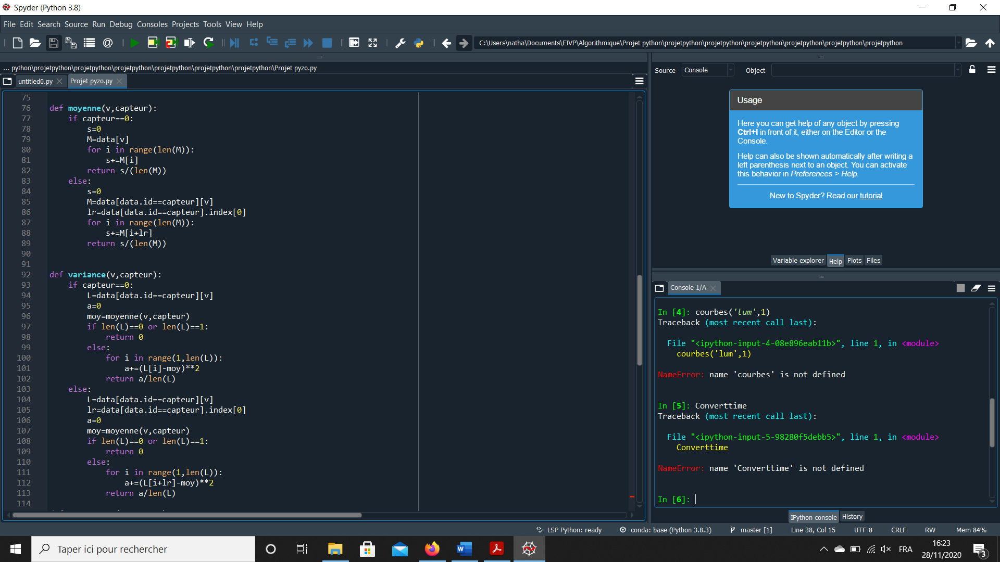 Spyder (Python 3.8)
File Edit Search Source Run Debug Consoles Projects Tools View Help
C:\Users\natha\Documents\EIVP\Algorithmique\Projet python\projetpython\projetpython\projetpython\projetpython\projetpython\projetpython
... python\projetpython\projetpython\projetpython\projetpython\projetpython\projetpython\Projet pyzo.py
untitled0.py
Projet pyzo.py
75
76 def moyenne(v,capteur):
77     if capteur==0:
78         s=0
79         M=data[v]
80         for i in range(len(M)):
81             s+=M[i]
82         return s/(len(M))
83     else:
84         s=0
85         M=data[data.id==capteur][v]
86         lr=data[data.id==capteur].index[0]
87         for i in range(len(M)):
88             s+=M[i+lr]
89         return s/(len(M))
90
91
92 def variance(v,capteur):
93     if capteur==0:
94         L=data[data.id==capteur][v]
95         a=0
96         moy=moyenne(v,capteur)
97         if len(L)==0 or len(L)==1:
98             return 0
99         else:
100             for i in range(1,len(L)):
101                 a+=(L[i]-moy)**2
102             return a/len(L)
103     else:
104         L=data[data.id==capteur][v]
105         lr=data[data.id==capteur].index[0]
106         a=0
107         moy=moyenne(v,capteur)
108         if len(L)==0 or len(L)==1:
109             return 0
110         else:
111             for i in range(1,len(L)):
112                 a+=(L[i+lr]-moy)**2
113             return a/len(L)
114
Source Console Object
Usage
Here you can get help of any object by pressing
Ctrl+I in front of it, either on the Editor or the
Console.
Help can also be shown automatically after writing a
left parenthesis next to an object. You can activate
this behavior in Preferences > Help.
New to Spyder? Read our tutorial
Variable explorer Help Plots Files
Console 1/A
In [4]: courbes('lum',1)
Traceback (most recent call last):
File "<ipython-input-4-08e896eab11b>", line 1, in <module>
courbes('lum',1)
NameError: name 'courbes' is not defined
In [5]: Converttime
Traceback (most recent call last):
File "<ipython-input-5-98280f5debb5>", line 1, in <module>
Converttime
NameError: name 'Converttime' is not defined
In [6]:
IPython console History
LSP Python: ready conda: base (Python 3.8.3) master [1] Line 38, Col 15 UTF-8 CRLF RW Mem 84%
Taper ici pour rechercher
FRA
16:23
28/11/2020
3